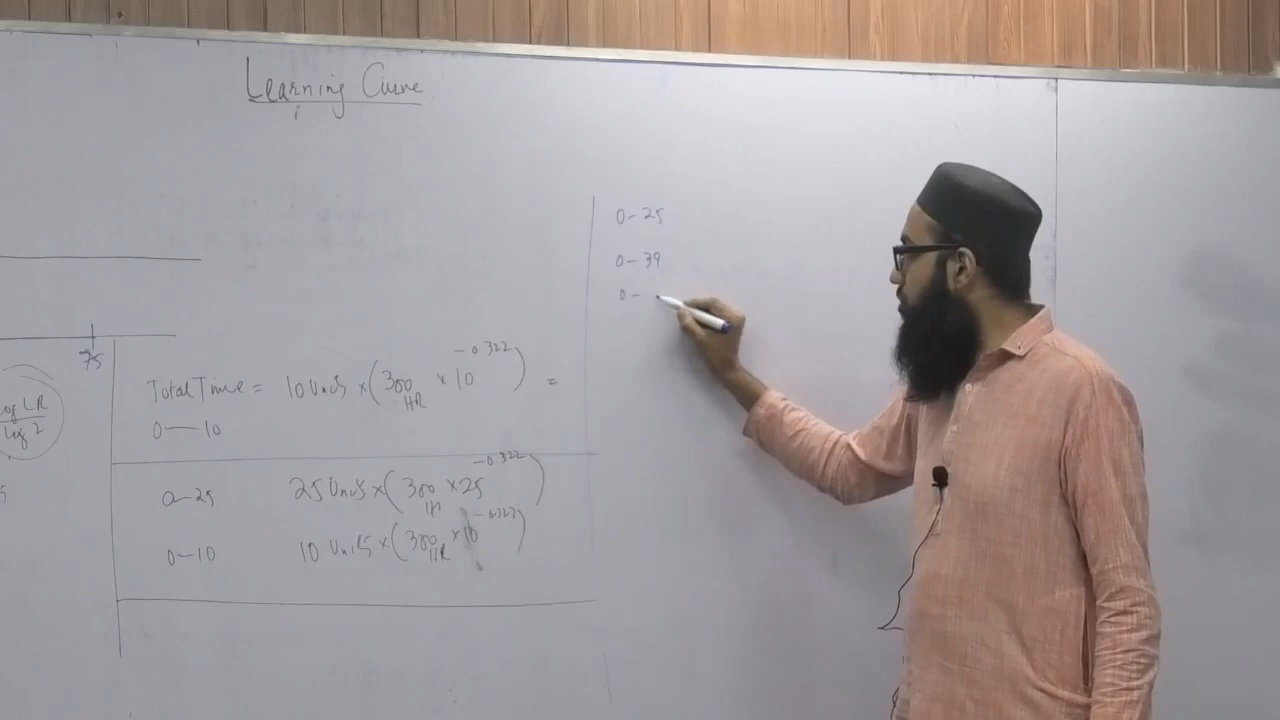 Learning Curve
75
og LR
log 2
Total Time = 10 Units × (300 HR × 10^-0.322) =
0 — 10
0-25 25 Units × (300 HR × 25^-0.322)
0-10 10 Units × (300 HR × 10^-0.322)
0-25
0-39
0-